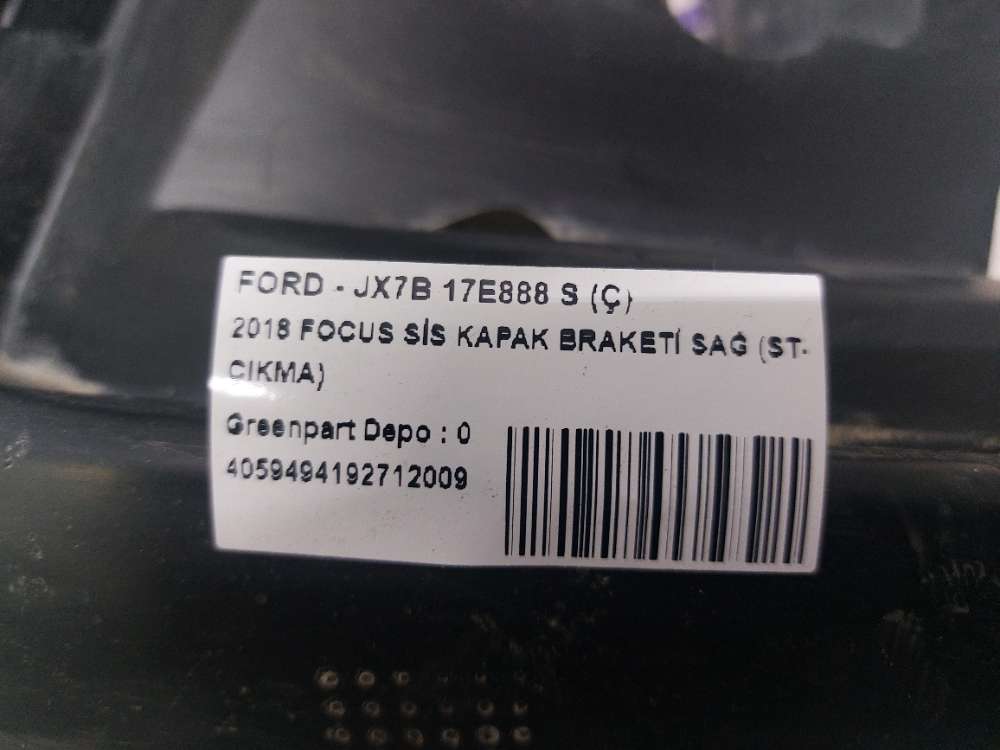 FORD - JX7B 17E888 S (Ç)
2018 FOCUS SİS KAPAK BRAKETİ SAĞ (ST-
CIKMA)
Greenpart Depo : 0
4059494192712009